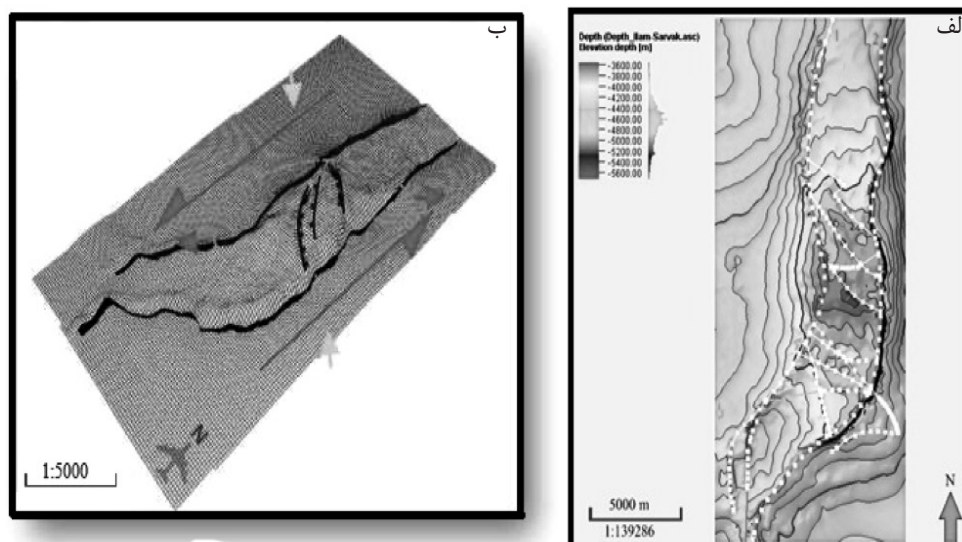 الف
Depth (Depth_Ilam-Sarvak.asc)
Elevation depth [m]
-3600.00
-3800.00
-4000.00
-4200.00
-4400.00
-4600.00
-4800.00
-5000.00
-5200.00
-5400.00
-5600.00
5000 m
1:139286
N
ب
N
1:5000